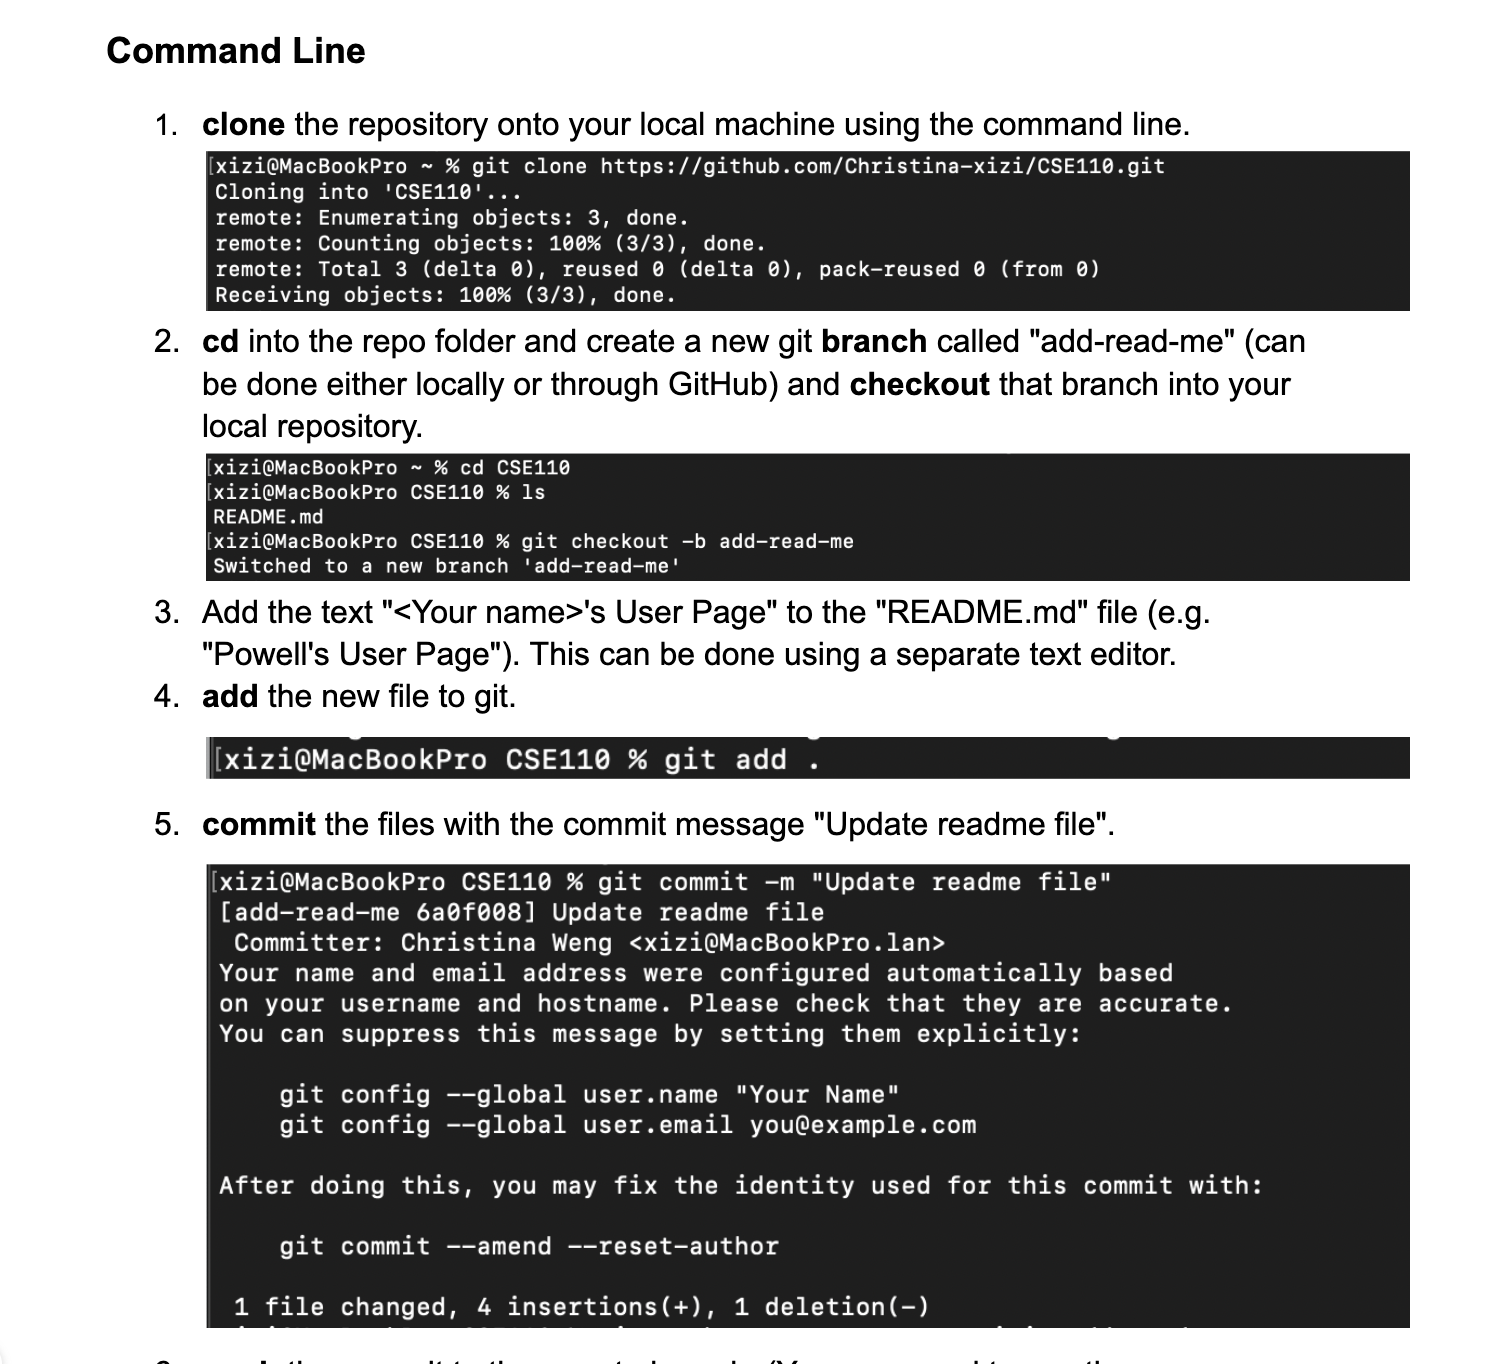 Command Line
1. clone the repository onto your local machine using the command line.
[xizi@MacBookPro ~ % git clone https://github.com/Christina-xizi/CSE110.git
Cloning into 'CSE110'...
remote: Enumerating objects: 3, done.
remote: Counting objects: 100% (3/3), done.
remote: Total 3 (delta 0), reused 0 (delta 0), pack-reused 0 (from 0)
Receiving objects: 100% (3/3), done.
2. cd into the repo folder and create a new git branch called "add-read-me" (can
be done either locally or through GitHub) and checkout that branch into your
local repository.
[xizi@MacBookPro ~ % cd CSE110
[xizi@MacBookPro CSE110 % ls
README.md
[xizi@MacBookPro CSE110 % git checkout -b add-read-me
Switched to a new branch 'add-read-me'
3. Add the text "<Your name>'s User Page" to the "README.md" file (e.g.
"Powell's User Page"). This can be done using a separate text editor.
4. add the new file to git.
[xizi@MacBookPro CSE110 % git add .
5. commit the files with the commit message "Update readme file".
[xizi@MacBookPro CSE110 % git commit -m "Update readme file"
[add-read-me 6a0f008] Update readme file
Committer: Christina Weng <xizi@MacBookPro.lan>
Your name and email address were configured automatically based
on your username and hostname. Please check that they are accurate.
You can suppress this message by setting them explicitly:
git config --global user.name "Your Name"
git config --global user.email you@example.com
After doing this, you may fix the identity used for this commit with:
git commit --amend --reset-author
1 file changed, 4 insertions(+), 1 deletion(-)